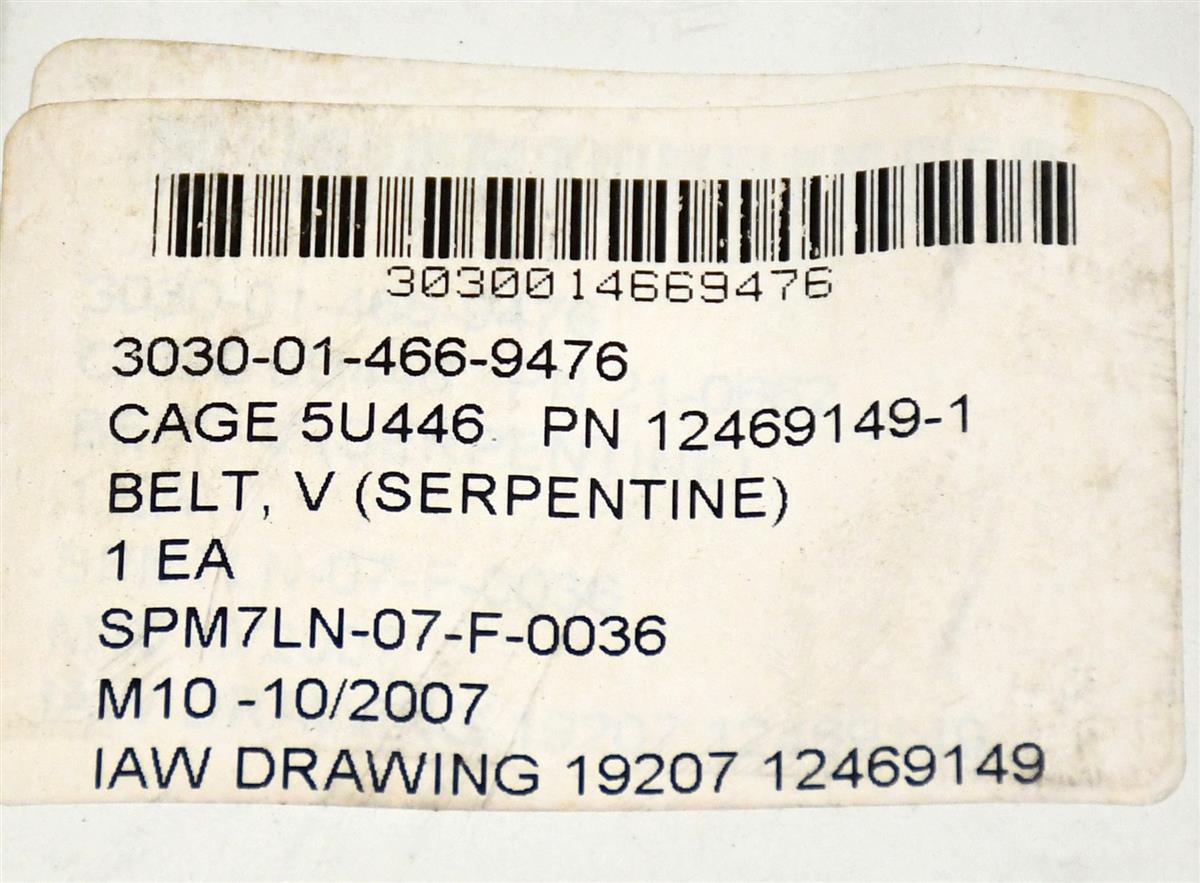 3030014669476
3030-01-466-9476
CAGE 5U446 PN 12469149-1
BELT, V (SERPENTINE)
1 EA
SPM7LN-07-F-0036
M10 -10/2007
IAW DRAWING 19207 12469149